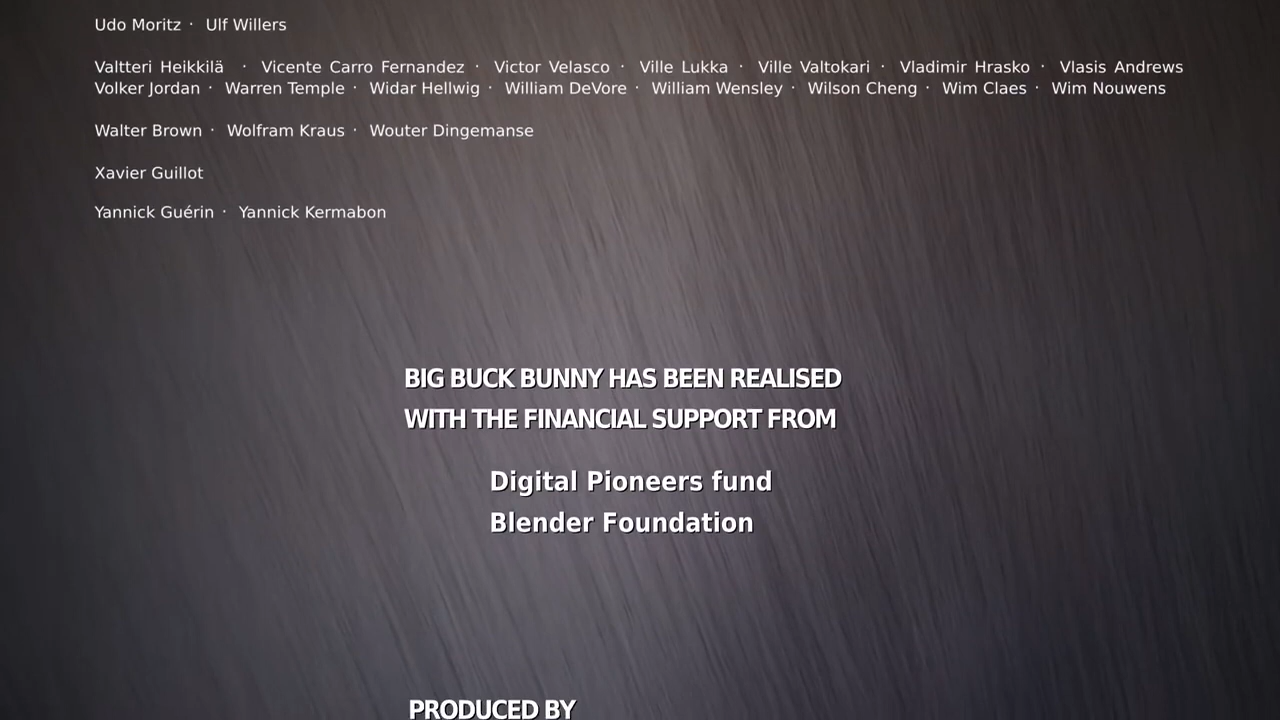 Udo Moritz · Ulf Willers
Valtteri Heikkilä · Vicente Carro Fernandez · Victor Velasco · Ville Lukka · Ville Valtokari · Vladimir Hrasko · Vlasis Andrews
Volker Jordan · Warren Temple · Widar Hellwig · William DeVore · William Wensley · Wilson Cheng · Wim Claes · Wim Nouwens
Walter Brown · Wolfram Kraus · Wouter Dingemanse
Xavier Guillot
Yannick Guérin · Yannick Kermabon
BIG BUCK BUNNY HAS BEEN REALISED
WITH THE FINANCIAL SUPPORT FROM
Digital Pioneers fund
Blender Foundation
PRODUCED BY